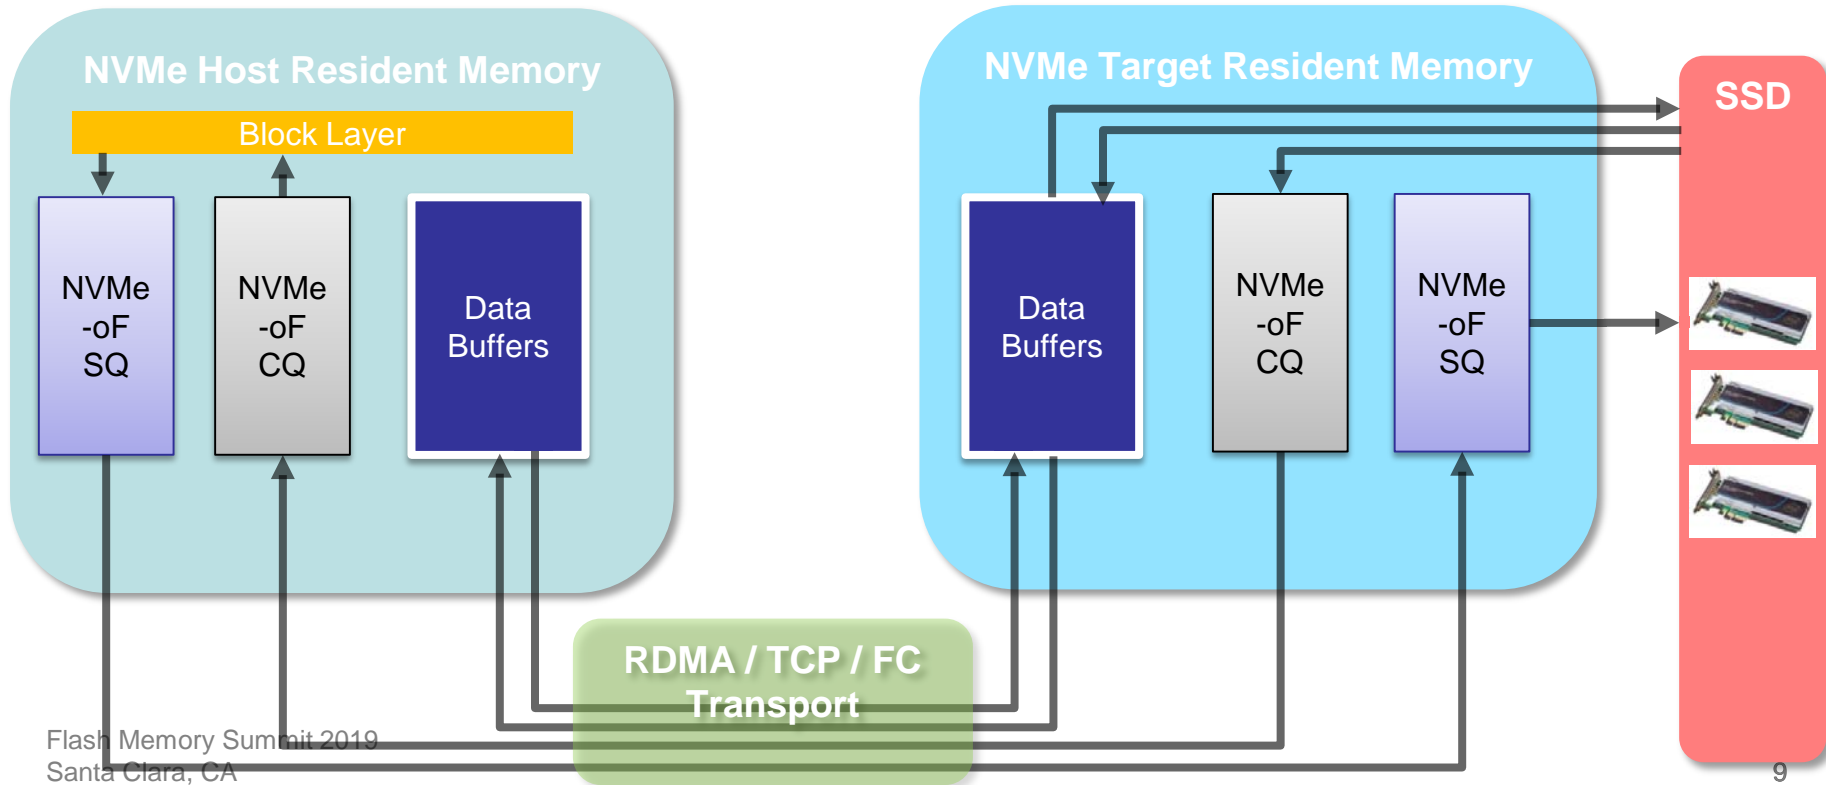 NVMe Host Resident Memory
Block Layer
NVMe
-oF
SQ
NVMe
-oF
CQ
Data
Buffers
NVMe Target Resident Memory
Data
Buffers
NVMe
-oF
CQ
NVMe
-oF
SQ
SSD
RDMA / TCP / FC
Transport
Flash Memory Summit 2019
Santa Clara, CA
9